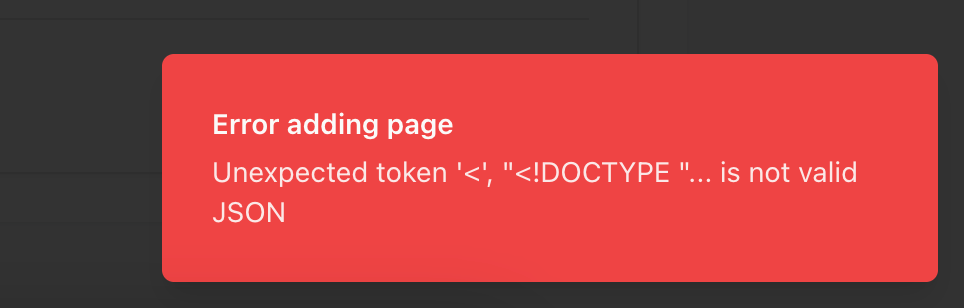 Error adding page
Unexpected token '<', "<!DOCTYPE "... is not valid
JSON